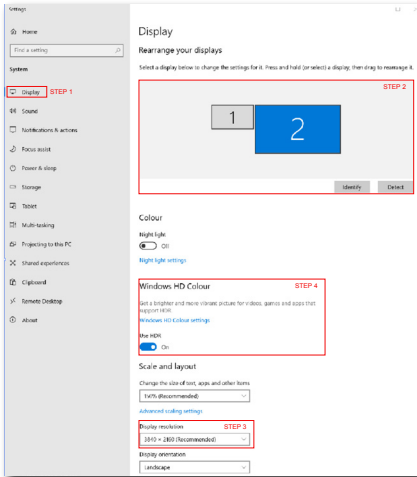 Settings
Home
Find a setting
System
Display STEP 1
Sound
Notifications & actions
Focus assist
Power & sleep
Storage
Tablet
Multi-tasking
Projecting to this PC
Shared experiences
Clipboard
Remote Desktop
About
Display
Rearrange your displays
Select a display below to change the settings for it. Press and hold (or select) a display, then drag to rearrange it.
STEP 2
1
2
Identify Detect
Colour
Night light
Off
Night light settings
Windows HD Colour STEP 4
Get a brighter and more vibrant picture for videos, games and apps that
support HDR.
Windows HD Colour settings
Use HDR
On
Scale and layout
Change the size of text, apps and other items
150% (Recommended)
Advanced scaling settings
Display resolution STEP 3
3840 × 2160 (Recommended)
Display orientation
Landscape